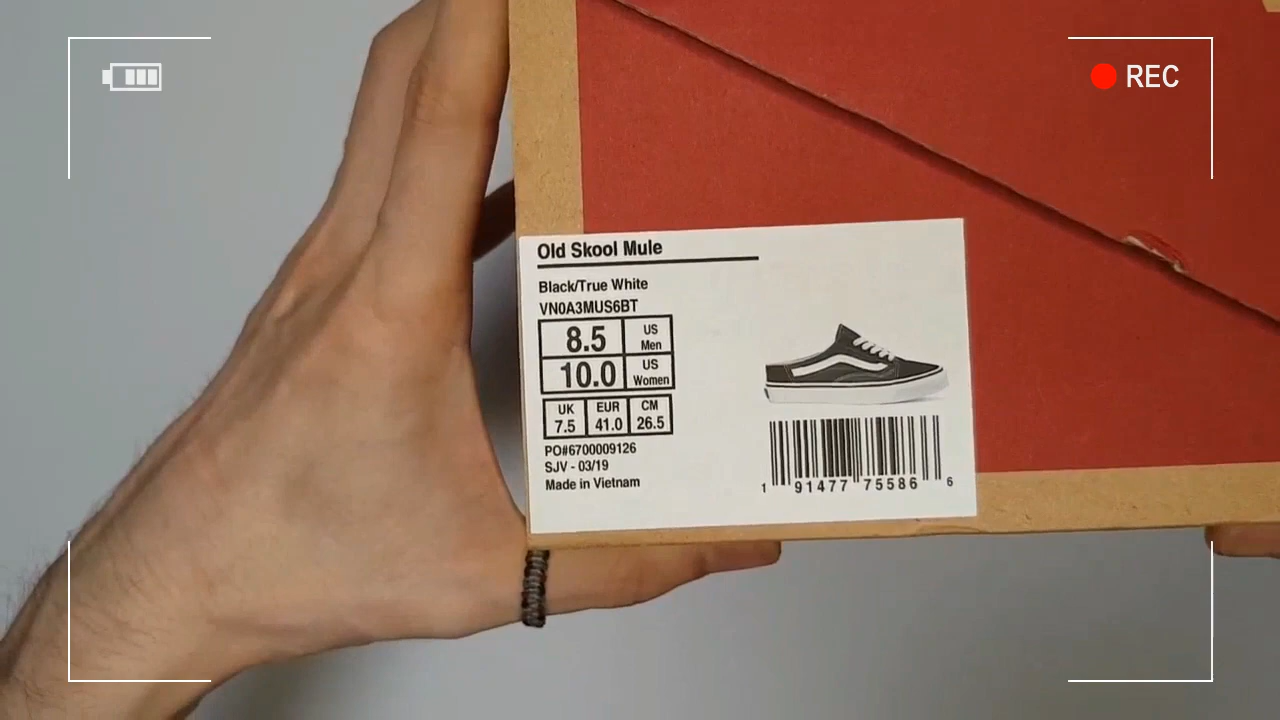 REC
Old Skool Mule
Black/True White
VN0A3MUS6BT
8.5 US Men
10.0 US Women
UK EUR CM
7.5 41.0 26.5
PO#6700009126
SJV - 03/19
Made in Vietnam
1 91477 75586 6